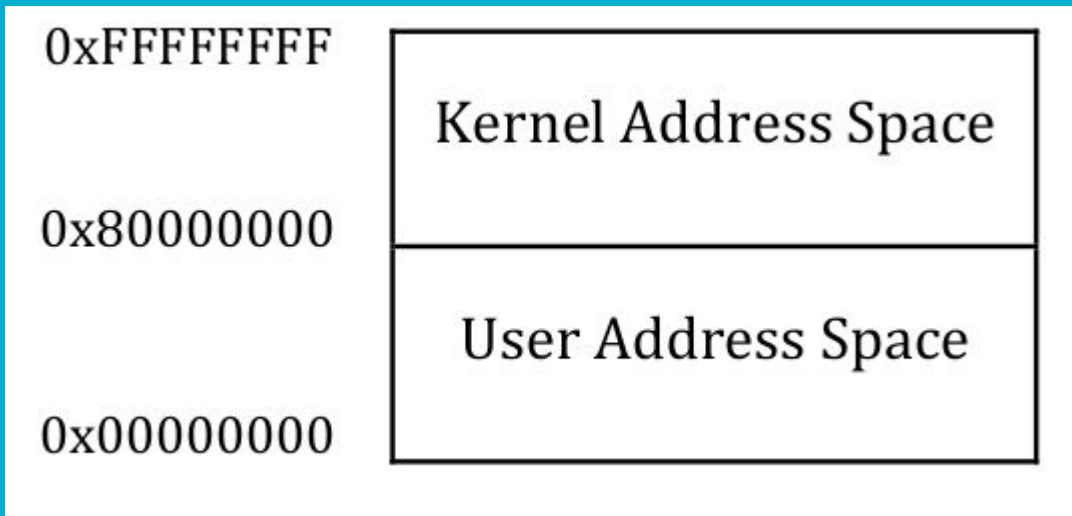 0xFFFFFFFF
Kernel Address Space
0x80000000
User Address Space
0x00000000